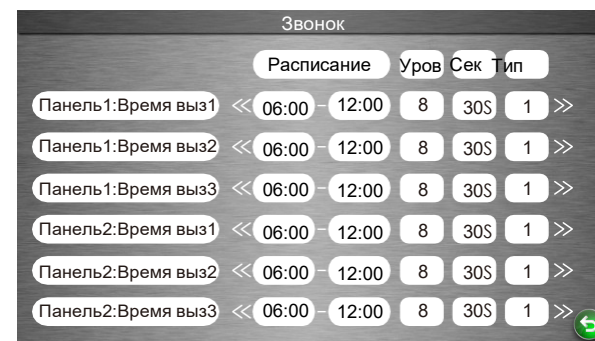 Звонок
Расписание Уров Сек Тип
Панель1:Время выз1 << 06:00 - 12:00 8 30S 1 >>
Панель1:Время выз2 << 06:00 - 12:00 8 30S 1 >>
Панель1:Время выз3 << 06:00 - 12:00 8 30S 1 >>
Панель2:Время выз1 << 06:00 - 12:00 8 30S 1 >>
Панель2:Время выз2 << 06:00 - 12:00 8 30S 1 >>
Панель2:Время выз3 << 06:00 - 12:00 8 30S 1 >>